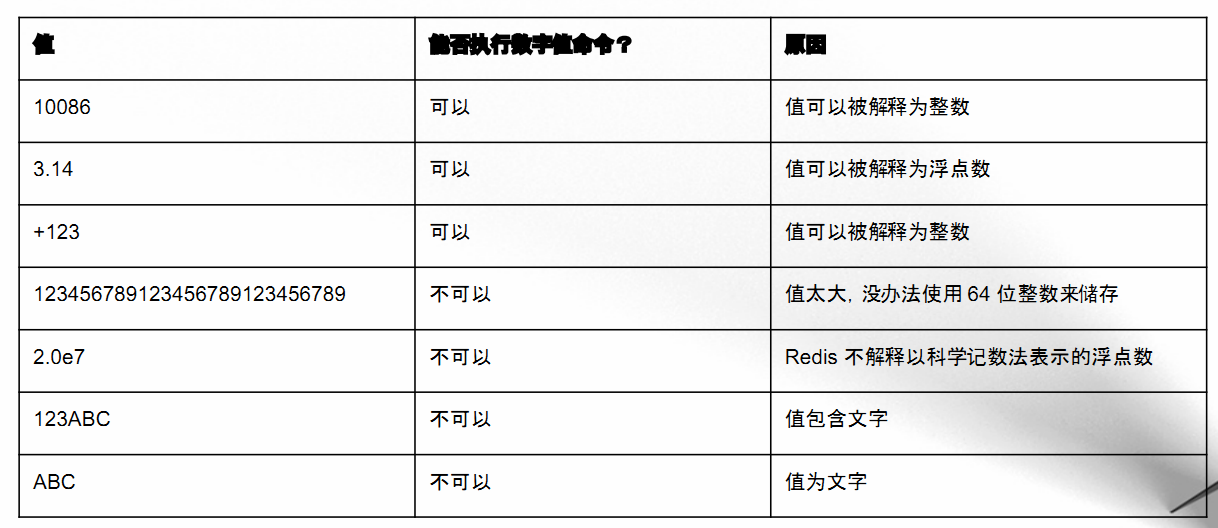 值 能否执行数字值命令？ 原因
10086 可以 值可以被解释为整数
3.14 可以 值可以被解释为浮点数
+123 可以 值可以被解释为整数
123456789123456789123456789 不可以 值太大，没办法使用 64 位整数来储存
2.0e7 不可以 Redis 不解释以科学记数法表示的浮点数
123ABC 不可以 值包含文字
ABC 不可以 值为文字